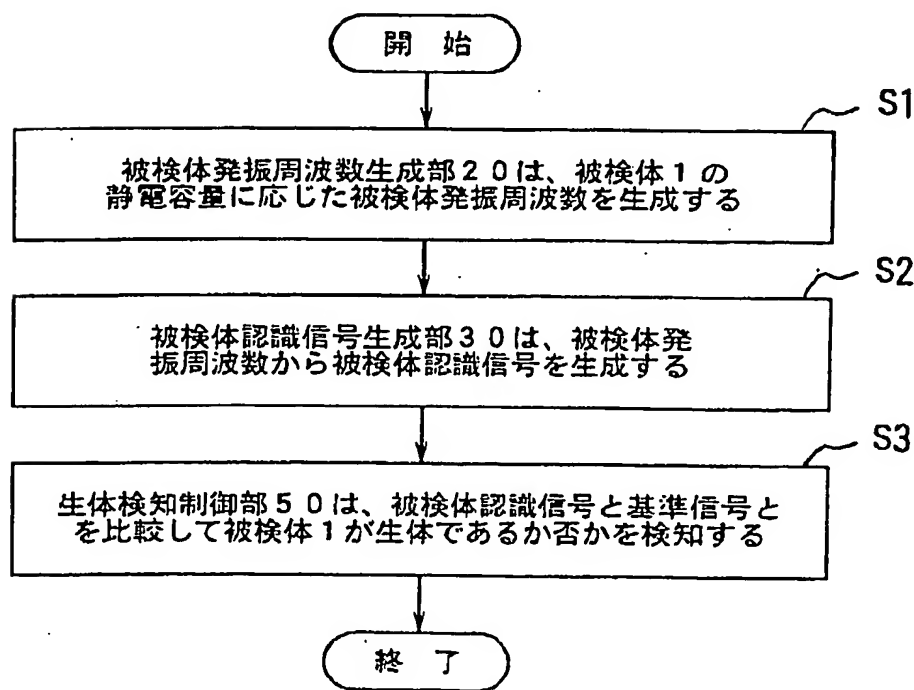 開 始
S1
被検体発振周波数生成部20は、被検体1の
静電容量に応じた被検体発振周波数を生成する
S2
被検体認識信号生成部30は、被検体発
振周波数から被検体認識信号を生成する
S3
生体検知制御部50は、被検体認識信号と基準信号と
を比較して被検体1が生体であるか否かを検知する
終 了